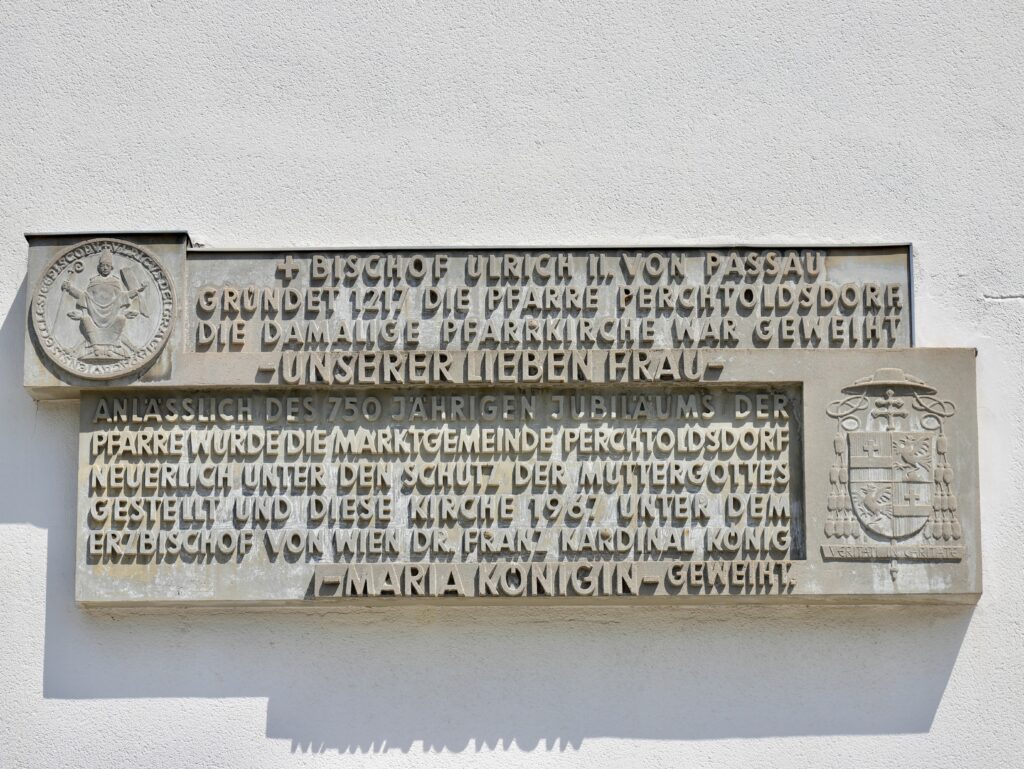 + BISCHOF ULRICH II. VON PASSAU
GRÜNDET 1217 DIE PFARRE PERCHTOLDSDORF.
DIE DAMALIGE PFARRKIRCHE WAR GEWEIHT
-UNSERER LIEBEN FRAU-
ANLÄSSLICH DES 750 JÄHRIGEN JUBILÄUMS DER
PFARRE WURDE DIE MARKTGEMEINDE PERCHTOLDSDORF
NEUERLICH UNTER DEN SCHUTZ DER MUTTERGOTTES
GESTELLT UND DIESE KIRCHE 1967 UNTER DEM
ERZBISCHOF VON WIEN DR. FRANZ KARDINAL KÖNIG
-MARIA KÖNIGIN- GEWEIHT.
VERITATI IN CARITATE